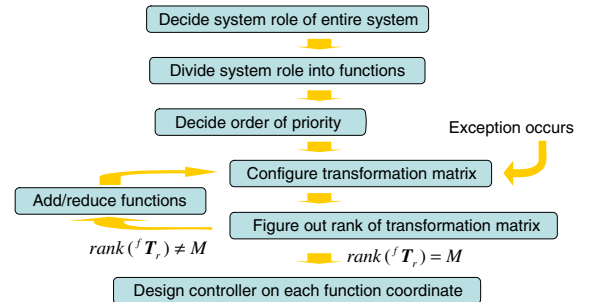 Decide system role of entire system
Divide system role into functions
Decide order of priority
Exception occurs
Configure transformation matrix
Add/reduce functions
Figure out rank of transformation matrix
rank(ᶠTᵣ) ≠ M
rank(ᶠTᵣ) = M
Design controller on each function coordinate